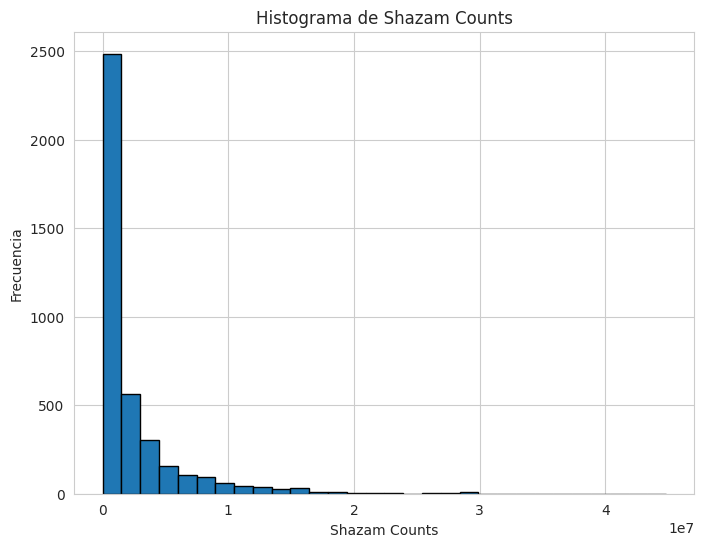 Histograma de Shazam Counts
2500
2000
1500
1000
500
0
Frecuencia
0 1 2 3 4
1e7
Shazam Counts